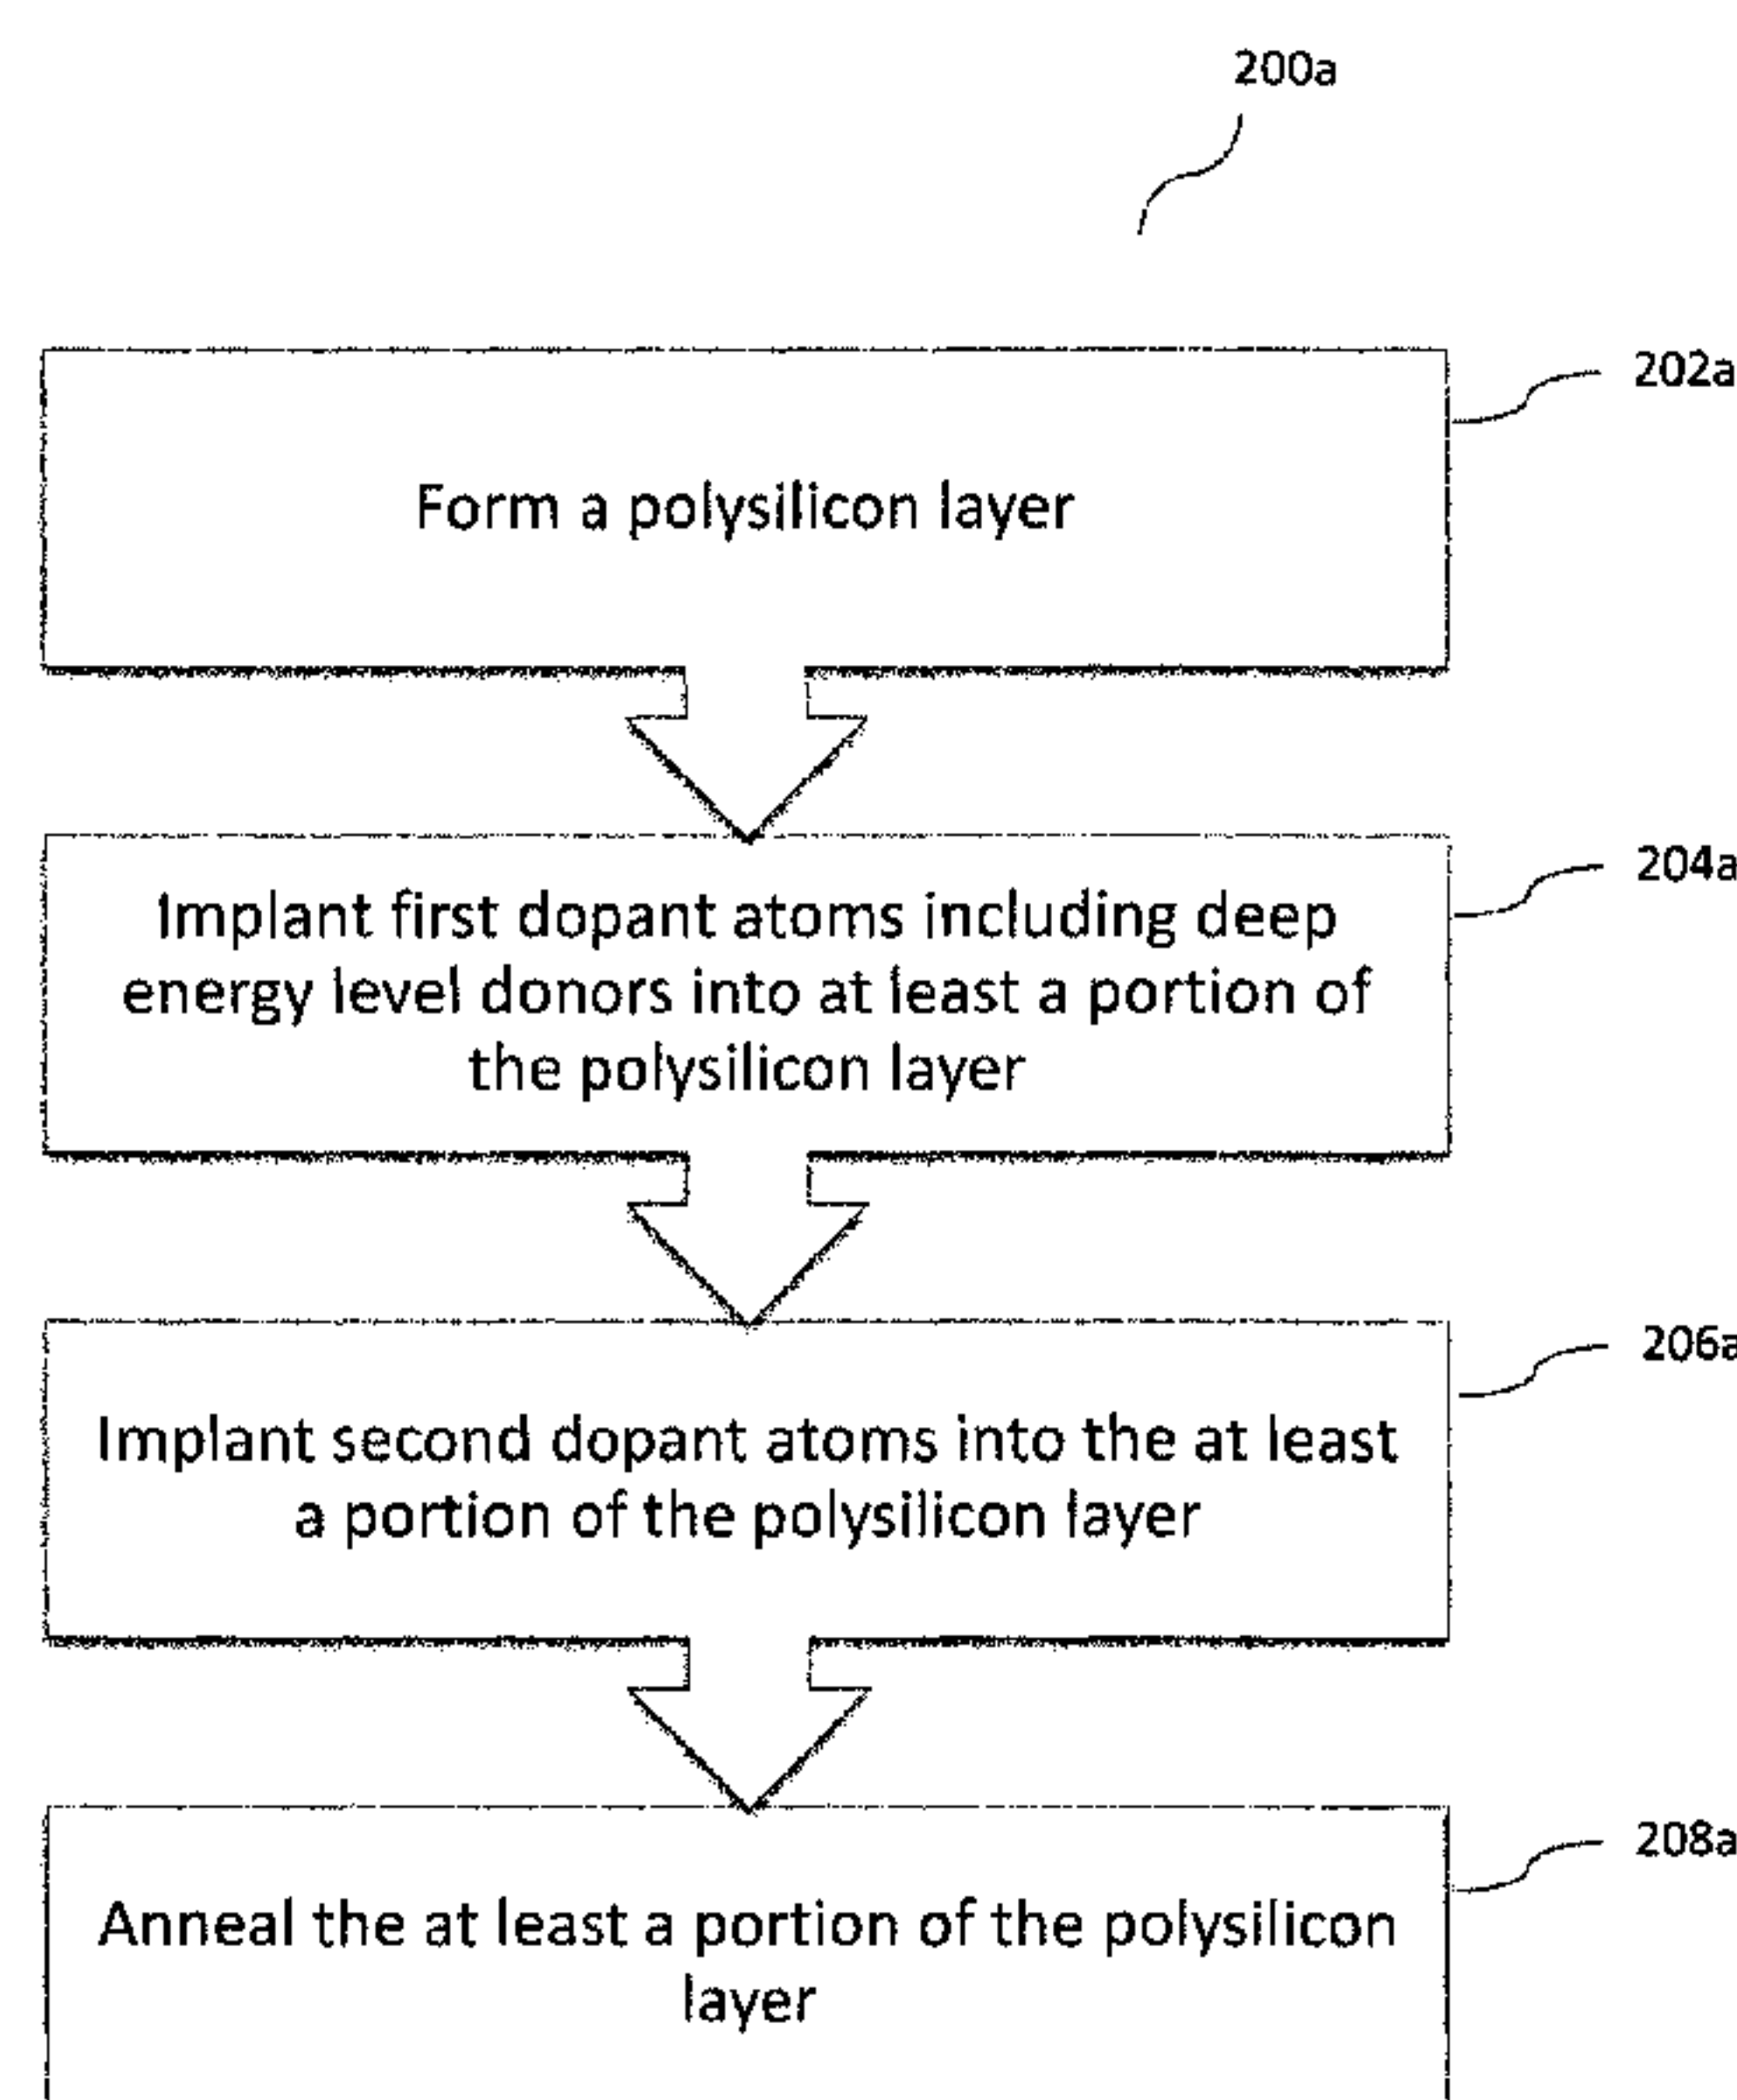 200a
202a
Form a polysilicon layer
204a
Implant first dopant atoms including deep
energy level donors into at least a portion of
the polysilicon layer
206a
Implant second dopant atoms into the at least
a portion of the polysilicon layer
208a
Anneal the at least a portion of the polysilicon
layer